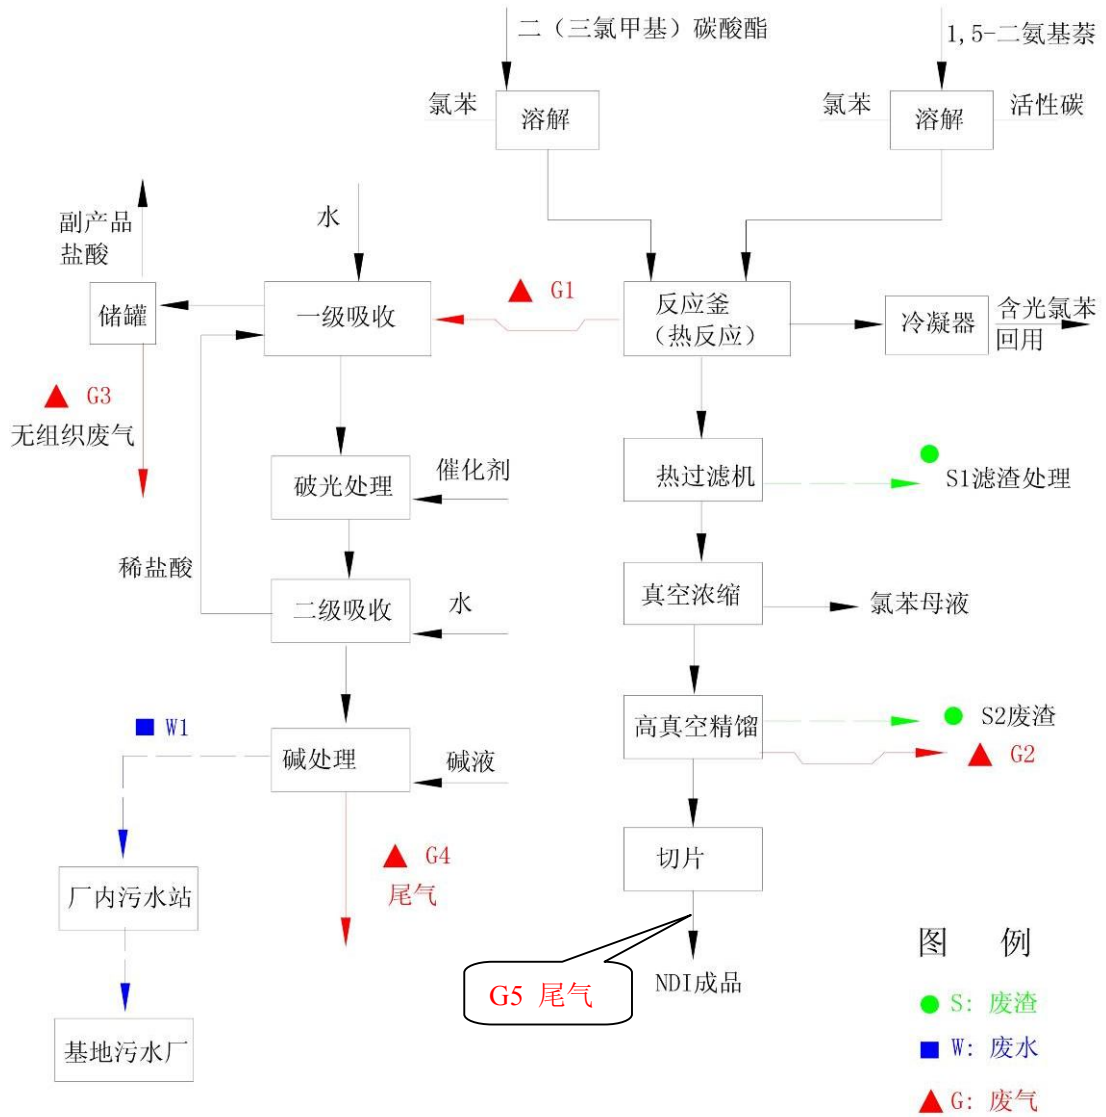 二（三氯甲基）碳酸酯
1,5-二氨基萘
氯苯
溶解
氯苯
溶解
活性碳
副产品
盐酸
水
储罐
一级吸收
G1
反应釜
（热反应）
冷凝器
含光氯苯
回用
G3
无组织废气
破光处理
催化剂
热过滤机
S1滤渣处理
稀盐酸
二级吸收
水
真空浓缩
氯苯母液
W1
碱处理
碱液
高真空精馏
S2废渣
G2
厂内污水站
G4
尾气
切片
G5 尾气
NDI成品
基地污水厂
图 例
S: 废渣
W: 废水
G: 废气